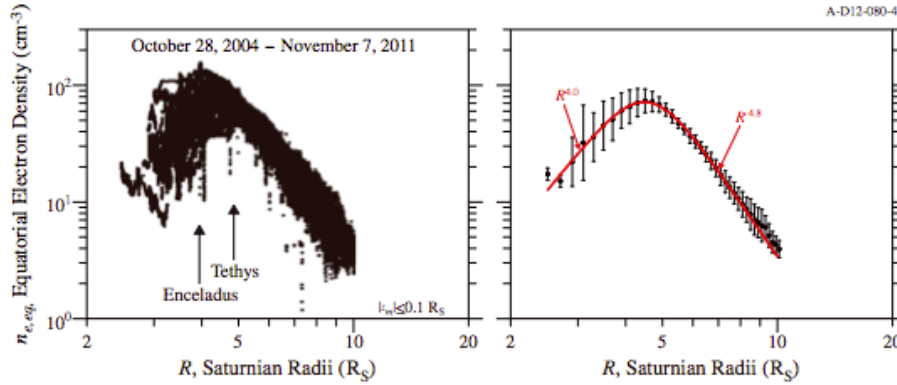 A-D12-080-4
October 28, 2004 – November 7, 2011
n_e,eq, Equatorial Electron Density (cm⁻³)
10²
10¹
10⁰
Tethys
Enceladus
|z_m|≤0.1 R_S
2
5
10
20
R, Saturnian Radii (R_S)
R⁴·⁰
R⁻⁴·⁸
2
5
10
20
R, Saturnian Radii (R_S)